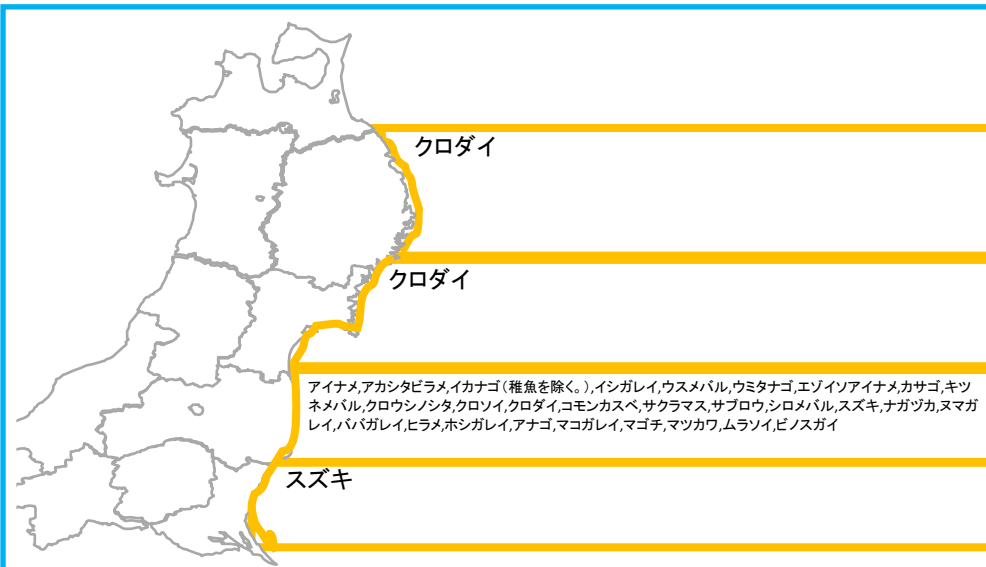 クロダイ
クロダイ
アイナメ,アカシタビラメ,イカナゴ(稚魚を除く。),イシガレイ,ウスメバル,ウミタナゴ,エゾイソアイナメ,カサゴ,キツ
ネメバル,クロウシノシタ,クロソイ,クロダイ,コモンカスベ,サクラマス,サブロウ,シロメバル,スズキ,ナガヅカ,ヌマガ
レイ,ババガレイ,ヒラメ,ホシガレイ,アナゴ,マコガレイ,マゴチ,マツカワ,ムラソイ,ビノスガイ
スズキ